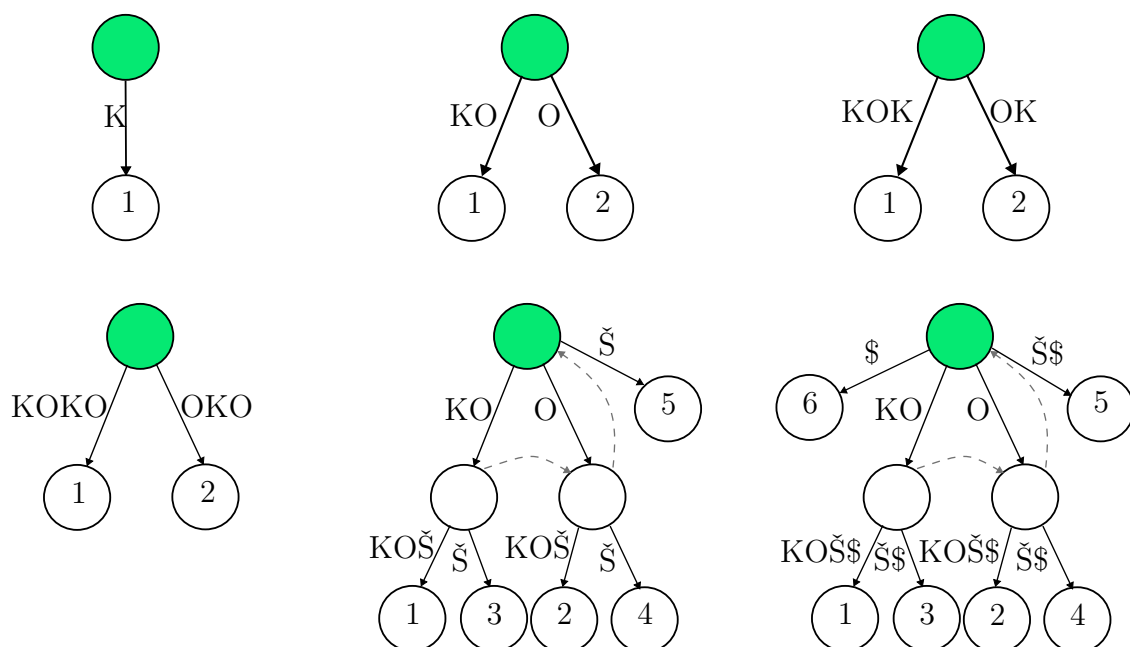 K
1
KO O
1 2
KOK OK
1 2
KOKO OKO
1 2
Š
KO O 5
KOŠ Š KOŠ Š
1 3 2 4
$ Š$
6 KO O 5
KOŠ$ Š$ KOŠ$ Š$
1 3 2 4